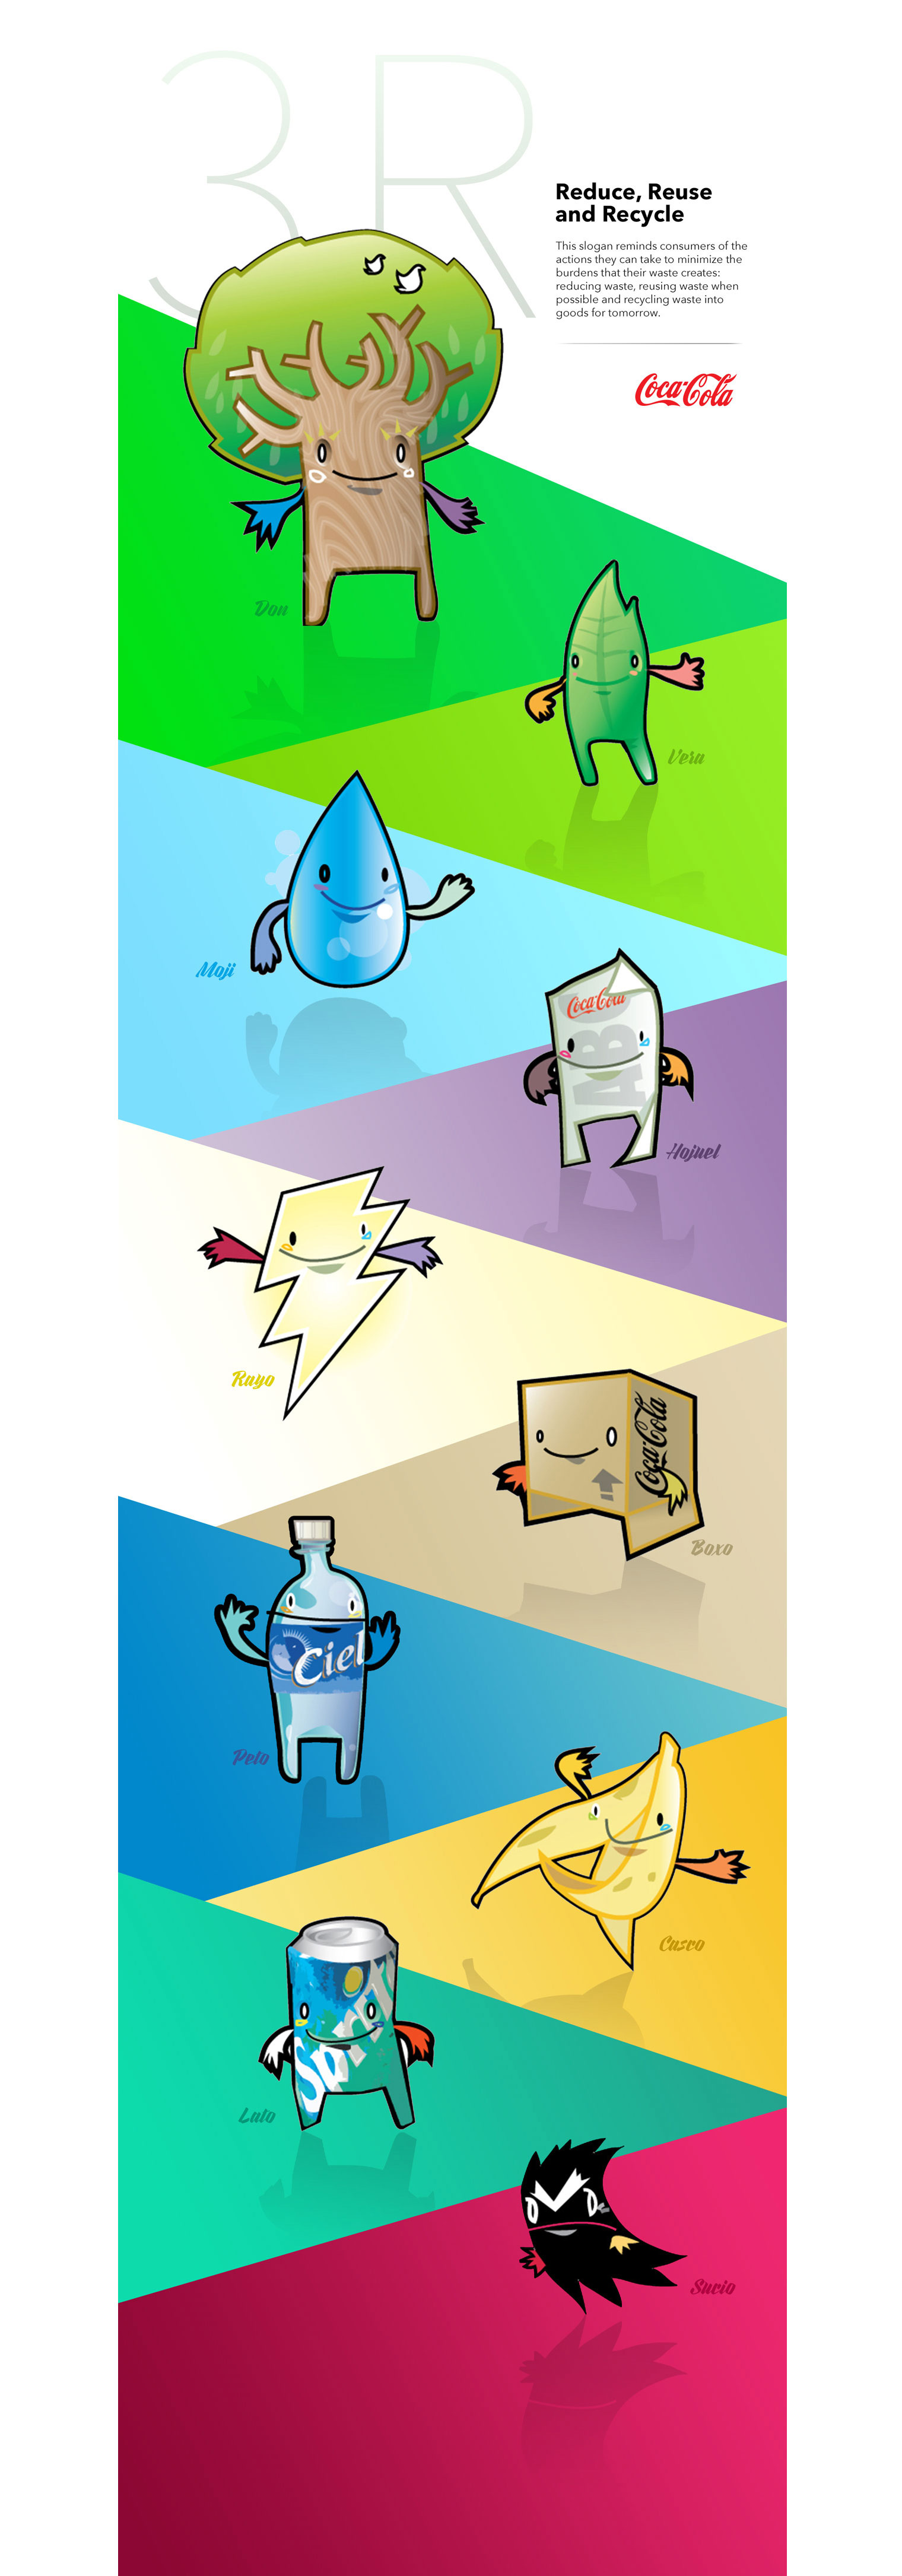 3R
Reduce, Reuse
and Recycle
This slogan reminds consumers of the
actions they can take to minimize the
burdens that their waste creates:
reducing waste, reusing waste when
possible and recycling waste into
goods for tomorrow.
Coca-Cola
Don
Vera
Moji
Coca-Cola
ABC
Hojuel
Rayo
Coca-Cola
Boxo
Ciel
Peto
Casco
Sprite
Lato
Sucio